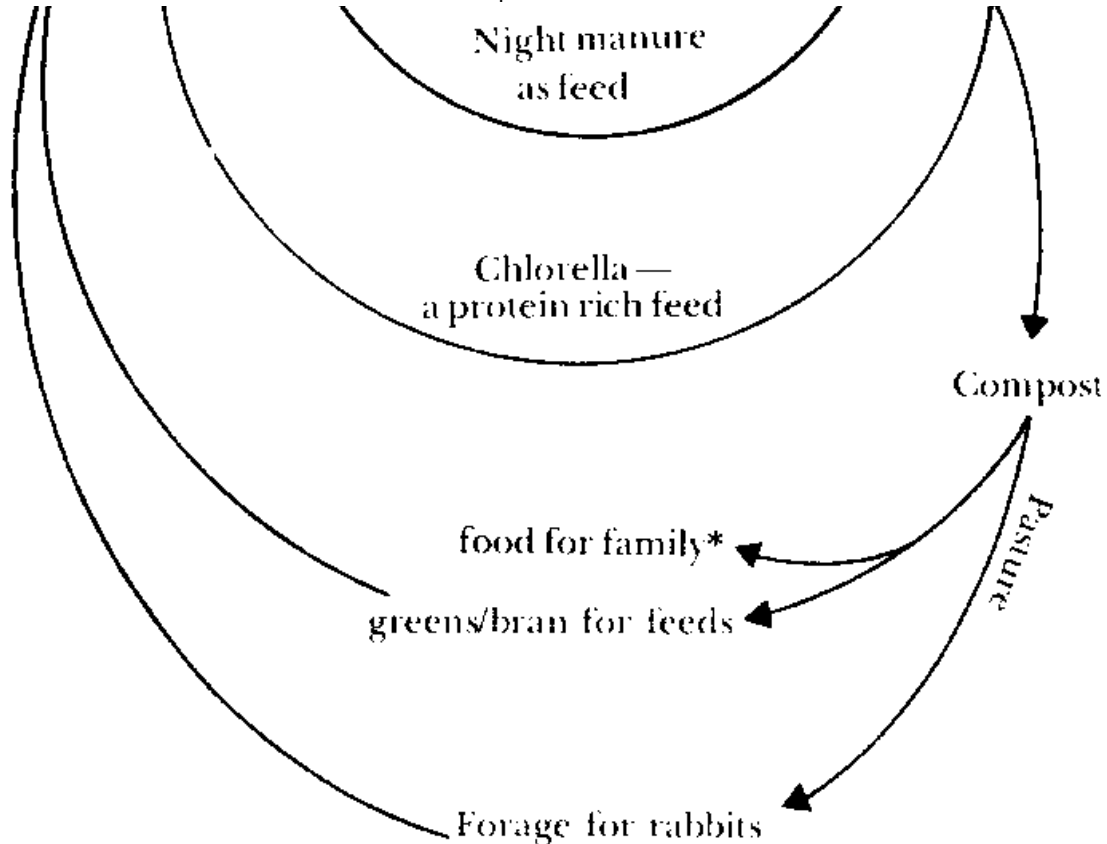 Night manure
as feed
Chlorella —
a protein rich feed
Compost
Pasture
food for family*
greens/bran for feeds
Forage for rabbits